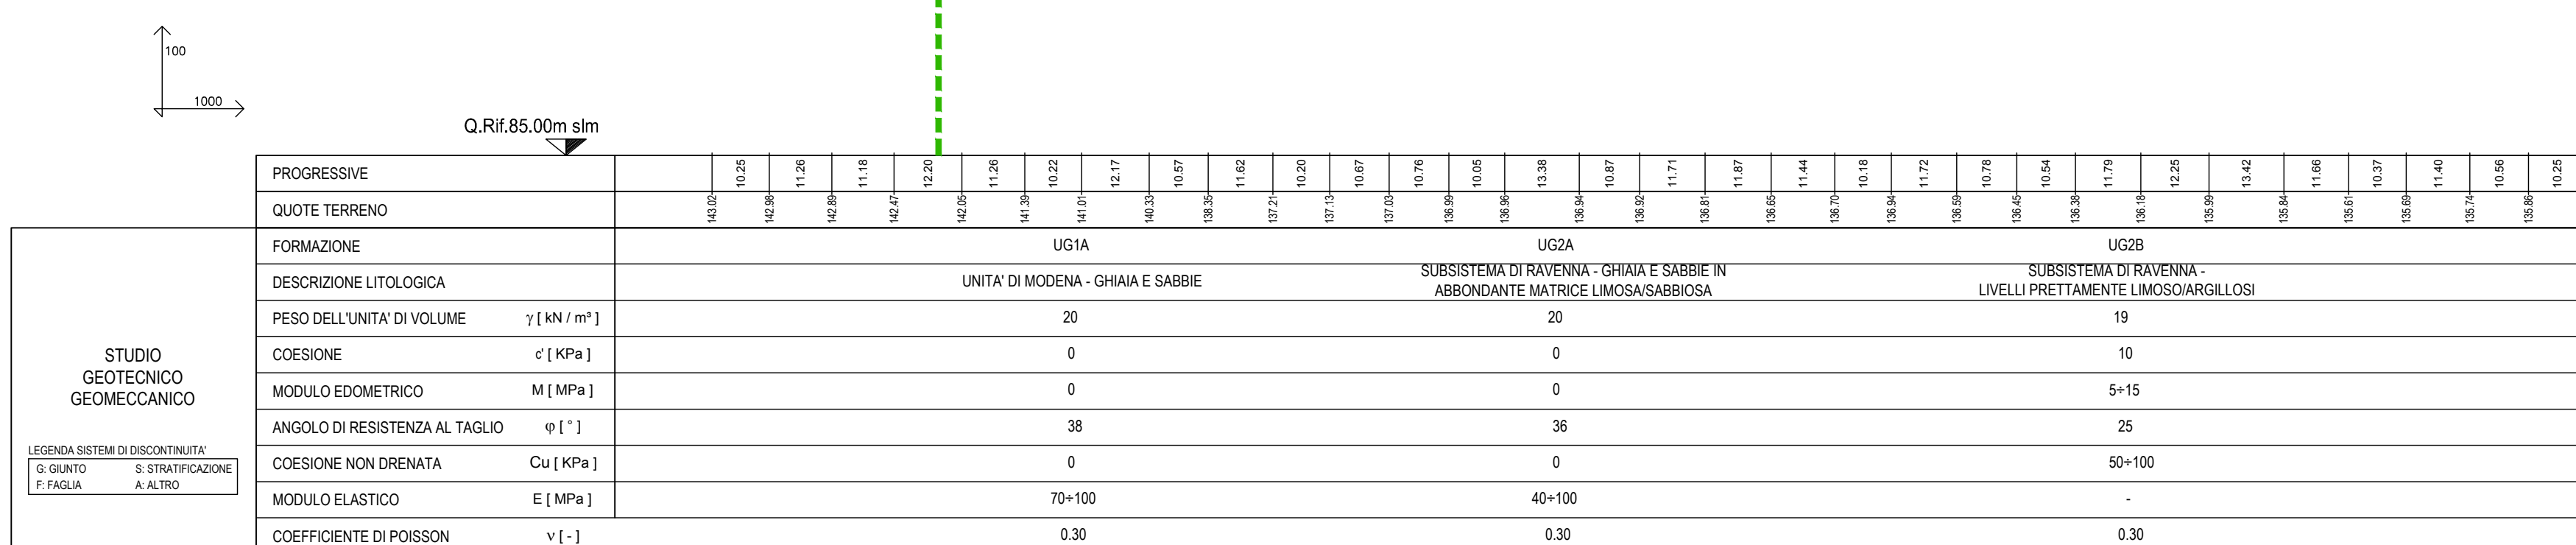 100
1000
Q.Rif.85.00m slm
PROGRESSIVE 10.25 11.26 11.18 12.20 11.26 10.22 12.17 10.57 11.62 10.20 10.67 10.76 10.05 13.38 10.87 11.71 11.87 11.44 10.18 11.72 10.78 10.54 11.79 12.25 13.42 11.66 10.37 11.40 10.56 10.25
QUOTE TERRENO 143.02 142.98 142.89 142.47 142.05 141.39 141.01 140.33 138.35 137.21 137.13 137.03 136.99 136.96 136.94 136.92 136.81 136.65 136.70 136.94 136.59 136.45 136.38 136.18 135.99 135.84 135.61 135.69 135.74 135.86
FORMAZIONE UG1A UG2A UG2B
DESCRIZIONE LITOLOGICA UNITA' DI MODENA - GHIAIA E SABBIE
SUBSISTEMA DI RAVENNA - GHIAIA E SABBIE IN
ABBONDANTE MATRICE LIMOSA/SABBIOSA
SUBSISTEMA DI RAVENNA -
LIVELLI PRETTAMENTE LIMOSO/ARGILLOSI
PESO DELL'UNITA' DI VOLUME γ [ kN / m³ ] 20 20 19
COESIONE c' [ KPa ] 0 0 10
MODULO EDOMETRICO M [ MPa ] 0 0 5÷15
ANGOLO DI RESISTENZA AL TAGLIO φ [ ° ] 38 36 25
COESIONE NON DRENATA Cu [ KPa ] 0 0 50÷100
MODULO ELASTICO E [ MPa ] 70÷100 40÷100 -
COEFFICIENTE DI POISSON ν [ - ] 0.30 0.30 0.30
STUDIO
GEOTECNICO
GEOMECCANICO
LEGENDA SISTEMI DI DISCONTINUITA'
G: GIUNTO S: STRATIFICAZIONE
F: FAGLIA A: ALTRO